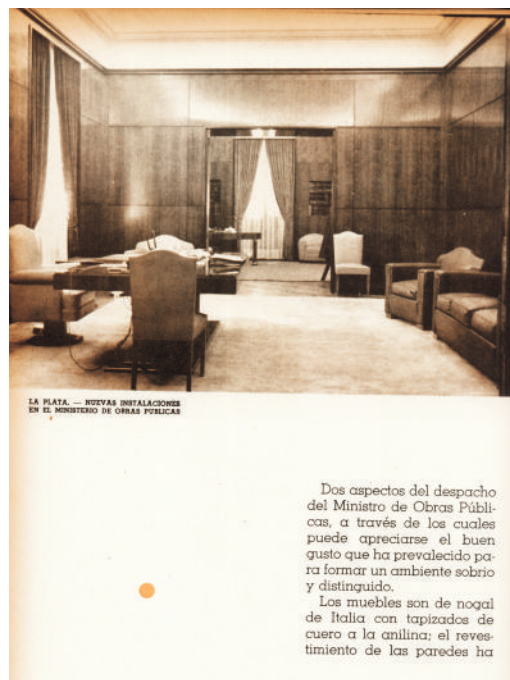 LA PLATA. — NUEVAS INSTALACIONES
EN EL MINISTERIO DE OBRAS PUBLICAS
Dos aspectos del despacho
del Ministro de Obras Públi-
cas, a través de los cuales
puede apreciarse el buen
gusto que ha prevalecido pa-
ra formar un ambiente sobrio
y distinguido.
Los muebles son de nogal
de Italia con tapizados de
cuero a la anilina; el reves-
timiento de las paredes ha